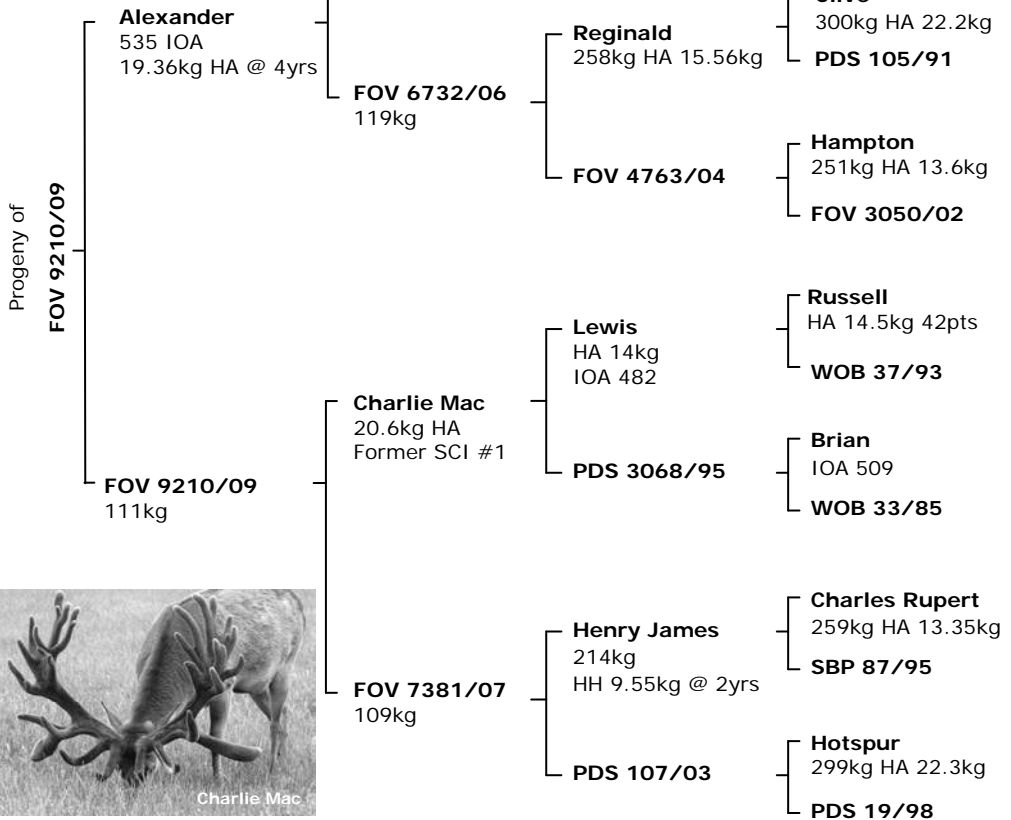 Progeny of
FOV 9210/09
Alexander
535 IOA
19.36kg HA @ 4yrs
FOV 6732/06
119kg
Reginald
258kg HA 15.56kg
300kg HA 22.2kg
PDS 105/91
FOV 4763/04
Hampton
251kg HA 13.6kg
FOV 3050/02
FOV 9210/09
111kg
Charlie Mac
20.6kg HA
Former SCI #1
Lewis
HA 14kg
IOA 482
Russell
HA 14.5kg 42pts
WOB 37/93
PDS 3068/95
Brian
IOA 509
WOB 33/85
FOV 7381/07
109kg
Henry James
214kg
HH 9.55kg @ 2yrs
Charles Rupert
259kg HA 13.35kg
SBP 87/95
PDS 107/03
Hotspur
299kg HA 22.3kg
PDS 19/98
Charlie Mac